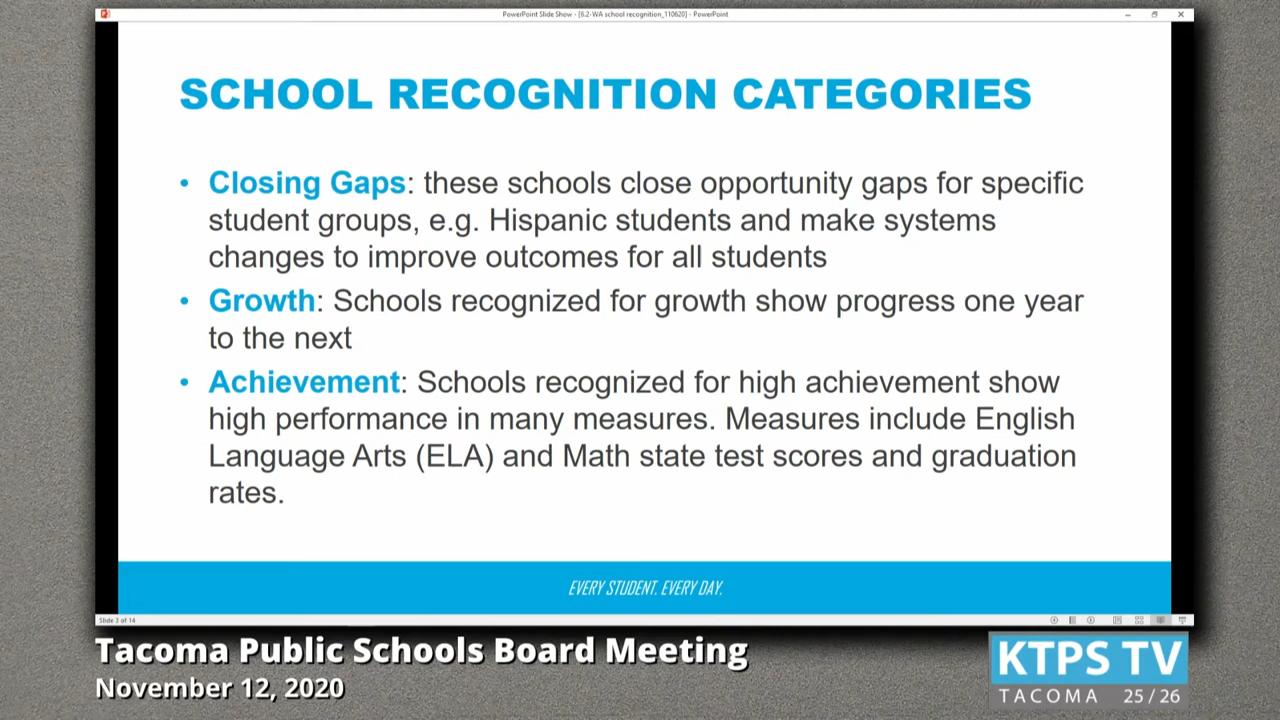 PowerPoint Slide Show - [6.2-WA school recognition_110620] - PowerPoint
SCHOOL RECOGNITION CATEGORIES
• Closing Gaps: these schools close opportunity gaps for specific
student groups, e.g. Hispanic students and make systems
changes to improve outcomes for all students
• Growth: Schools recognized for growth show progress one year
to the next
• Achievement: Schools recognized for high achievement show
high performance in many measures. Measures include English
Language Arts (ELA) and Math state test scores and graduation
rates.
EVERY STUDENT. EVERY DAY.
Slide 3 of 14
Tacoma Public Schools Board Meeting
November 12, 2020
KTPS TV
TACOMA 25/26